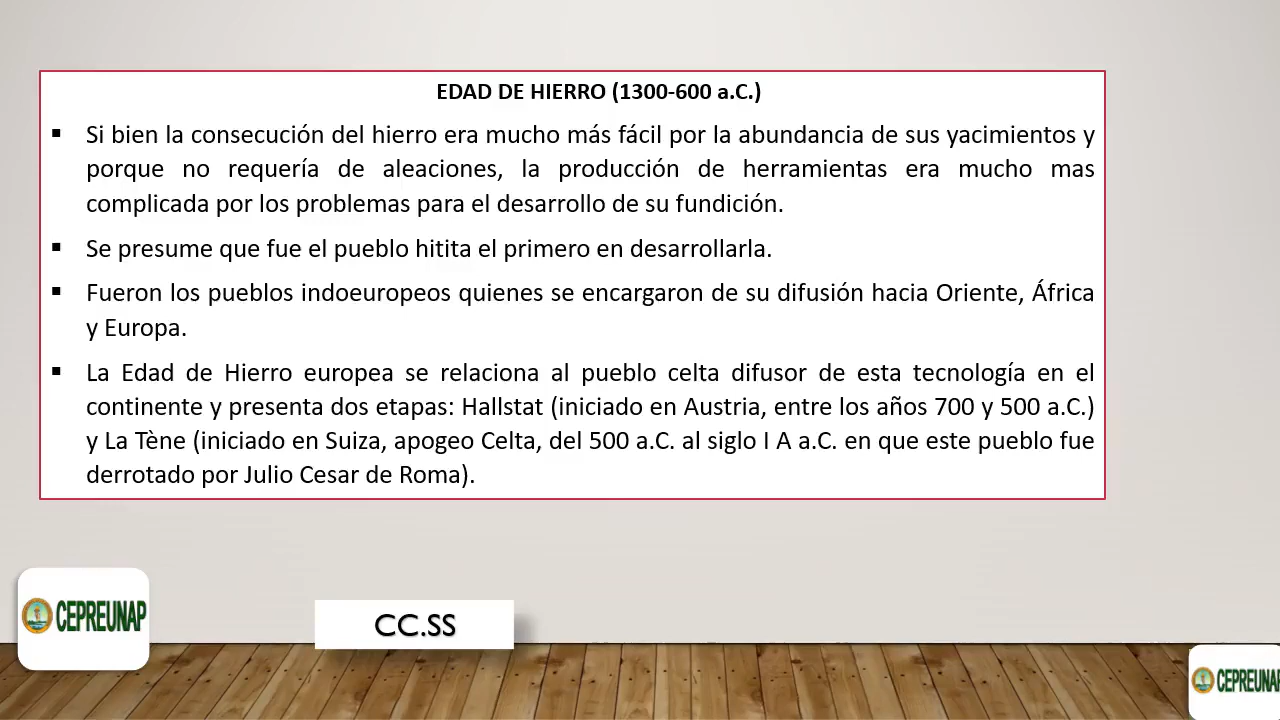 EDAD DE HIERRO (1300-600 a.C.)
Si bien la consecución del hierro era mucho más fácil por la abundancia de sus yacimientos y
porque no requería de aleaciones, la producción de herramientas era mucho mas
complicada por los problemas para el desarrollo de su fundición.
Se presume que fue el pueblo hitita el primero en desarrollarla.
Fueron los pueblos indoeuropeos quienes se encargaron de su difusión hacia Oriente, África
y Europa.
La Edad de Hierro europea se relaciona al pueblo celta difusor de esta tecnología en el
continente y presenta dos etapas: Hallstat (iniciado en Austria, entre los años 700 y 500 a.C.)
y La Tène (iniciado en Suiza, apogeo Celta, del 500 a.C. al siglo I A a.C. en que este pueblo fue
derrotado por Julio Cesar de Roma).
CEPREUNAP
CC.SS
CEPREUNAP